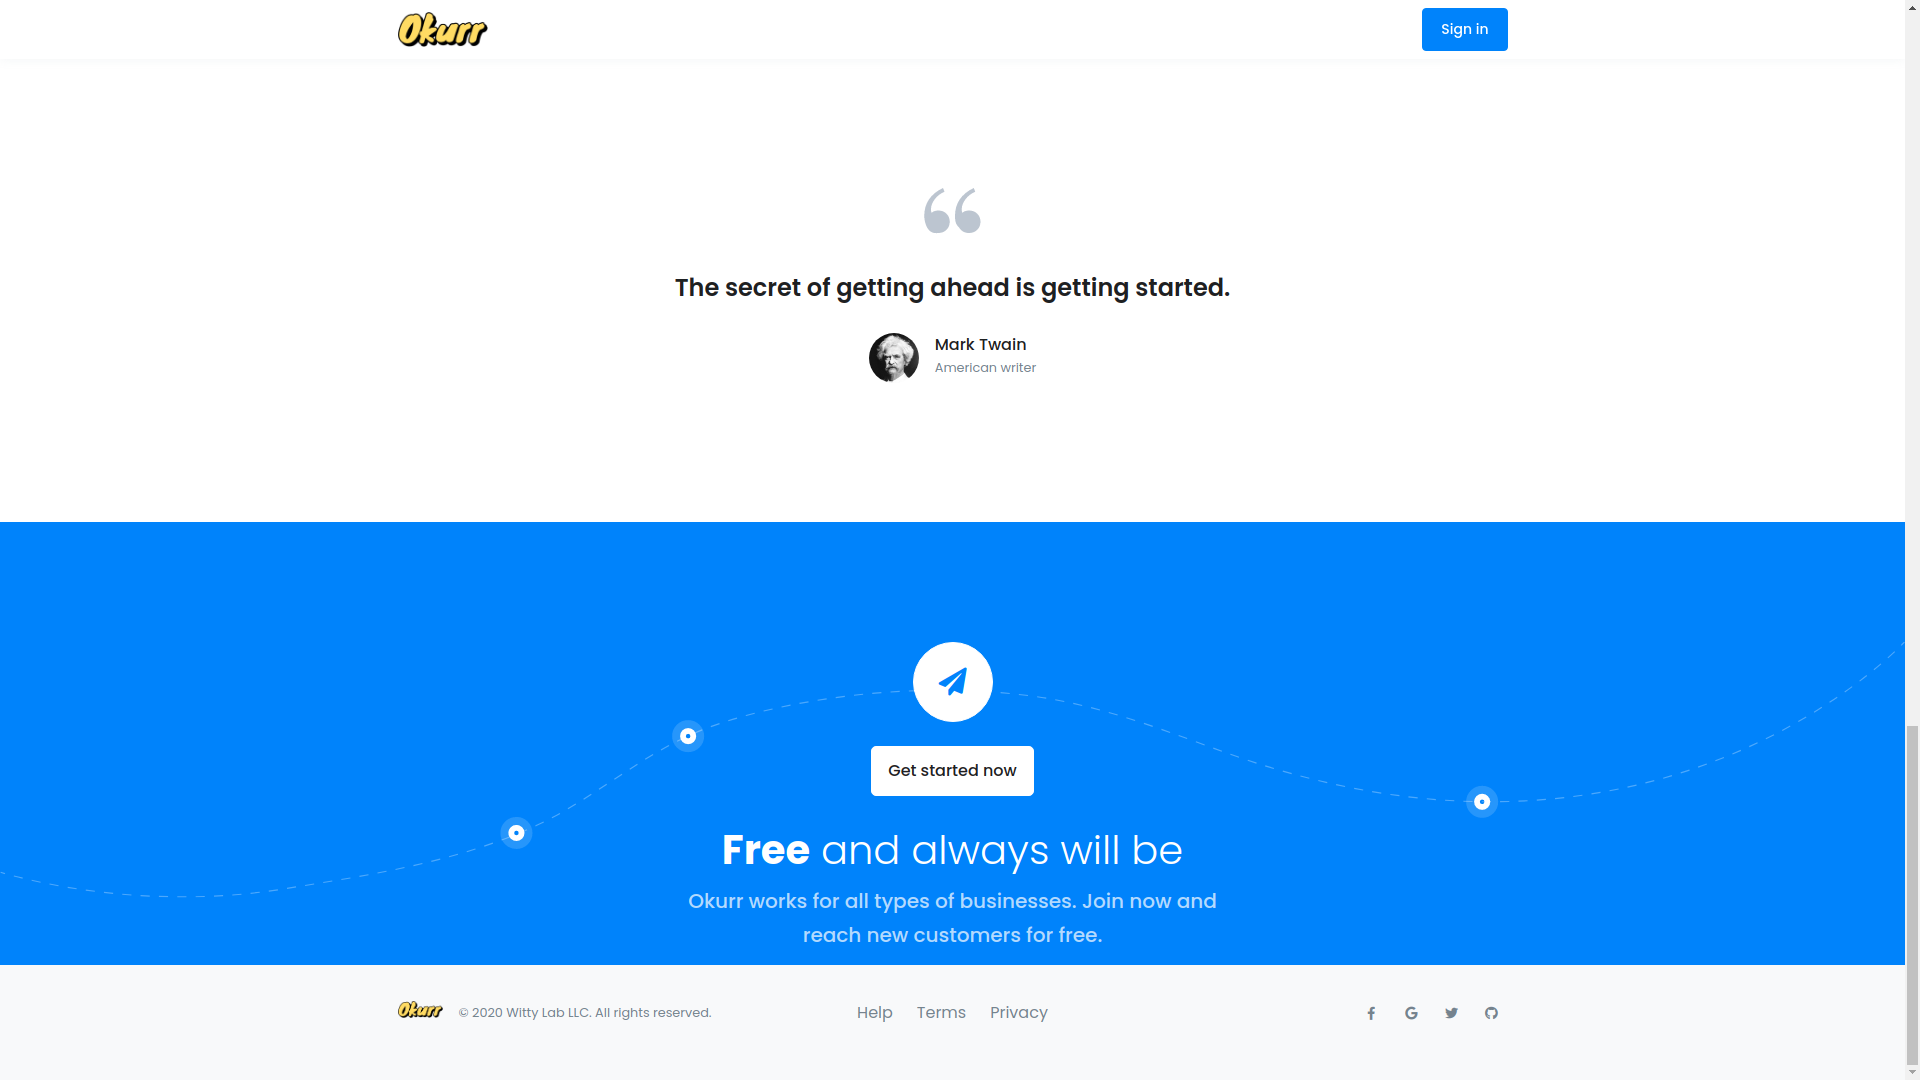 Okurr
Sign in
The secret of getting ahead is getting started.
Mark Twain
American writer
Get started now
Free and always will be
Okurr works for all types of businesses. Join now and
reach new customers for free.
Okurr
© 2020 Witty Lab LLC. All rights reserved.
Help
Terms
Privacy